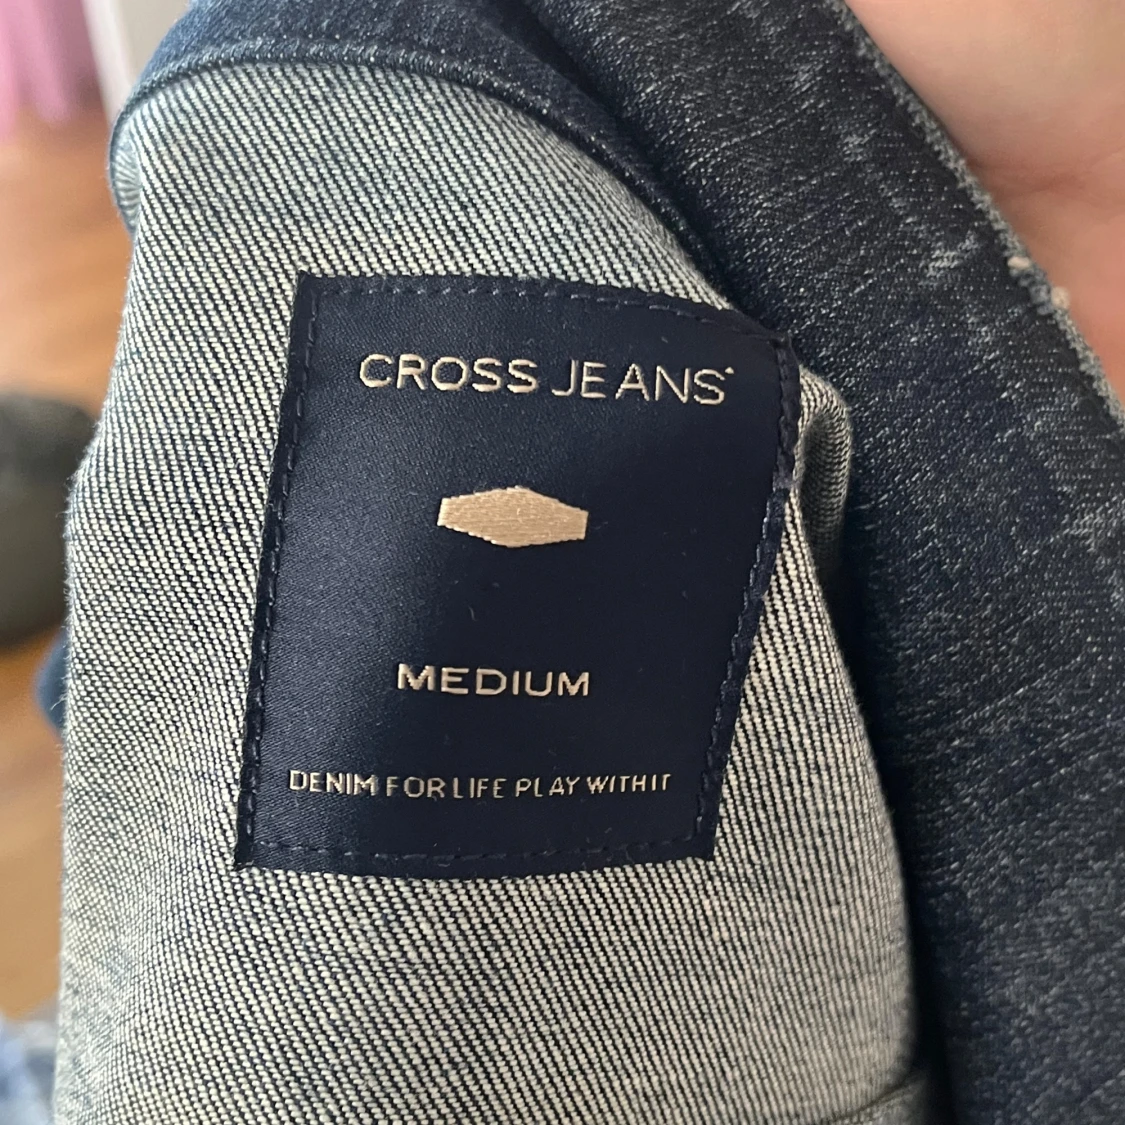 CROSS JEANS
MEDIUM
DENIM FOR LIFE PLAY WITH IT